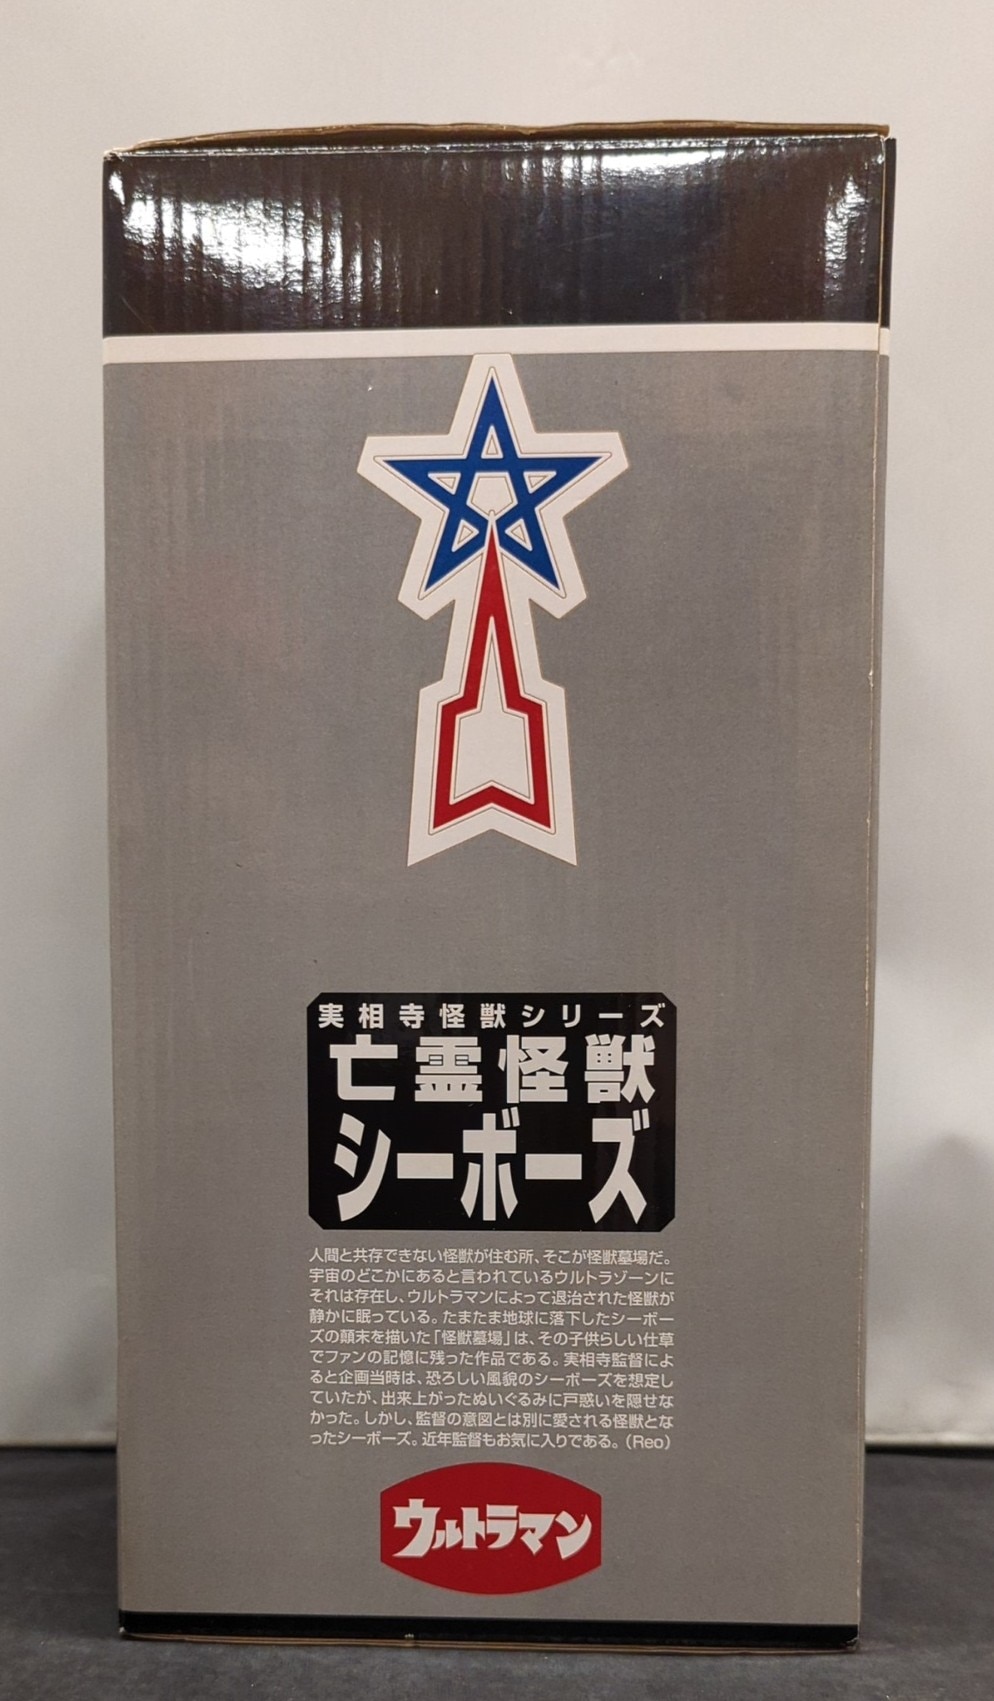 実相寺怪獣シリーズ
亡霊怪獣
シーボーズ
人間と共存できない怪獣が住む所、そこが怪獣墓場だ。
宇宙のどこかにあると言われているウルトラゾーンに
それは存在し、ウルトラマンによって退治された怪獣が
静かに眠っている。たまたま地球に落下したシーボー
ズの顛末を描いた「怪獣墓場」は、その子供らしい仕草
でファンの記憶に残った作品である。実相寺監督によ
ると企画当時は、恐ろしい風貌のシーボーズを想定し
ていたが、出来上がったぬいぐるみに戸惑いを隠せな
かった。しかし、監督の意図とは別に愛される怪獣とな
ったシーボーズ。近年監督もお気に入りである。（Reo）
ウルトラマン